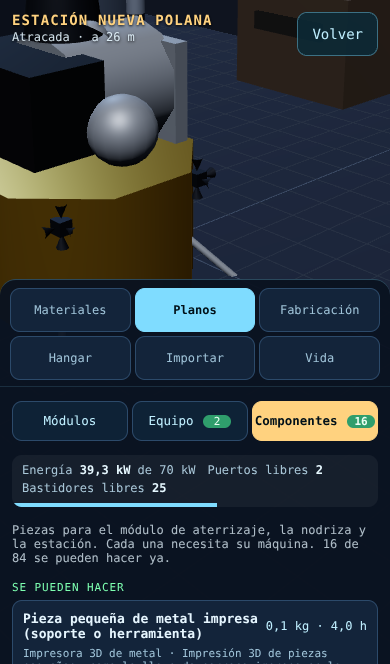 ESTACIÓN NUEVA POLANA
Atracada · a 26 m
Volver
Materiales
Planos
Fabricación
Hangar
Importar
Vida
Módulos
Equipo 2
Componentes 16
Energía 39,3 kW de 70 kW Puertos libres 2
Bastidores libres 25
Piezas para el módulo de aterrizaje, la nodriza y
la estación. Cada una necesita su máquina. 16 de
84 se pueden hacer ya.
SE PUEDEN HACER
Pieza pequeña de metal impresa
(soporte o herramienta)
0,1 kg · 4,0 h
Impresora 3D de metal · Impresión 3D de piezas